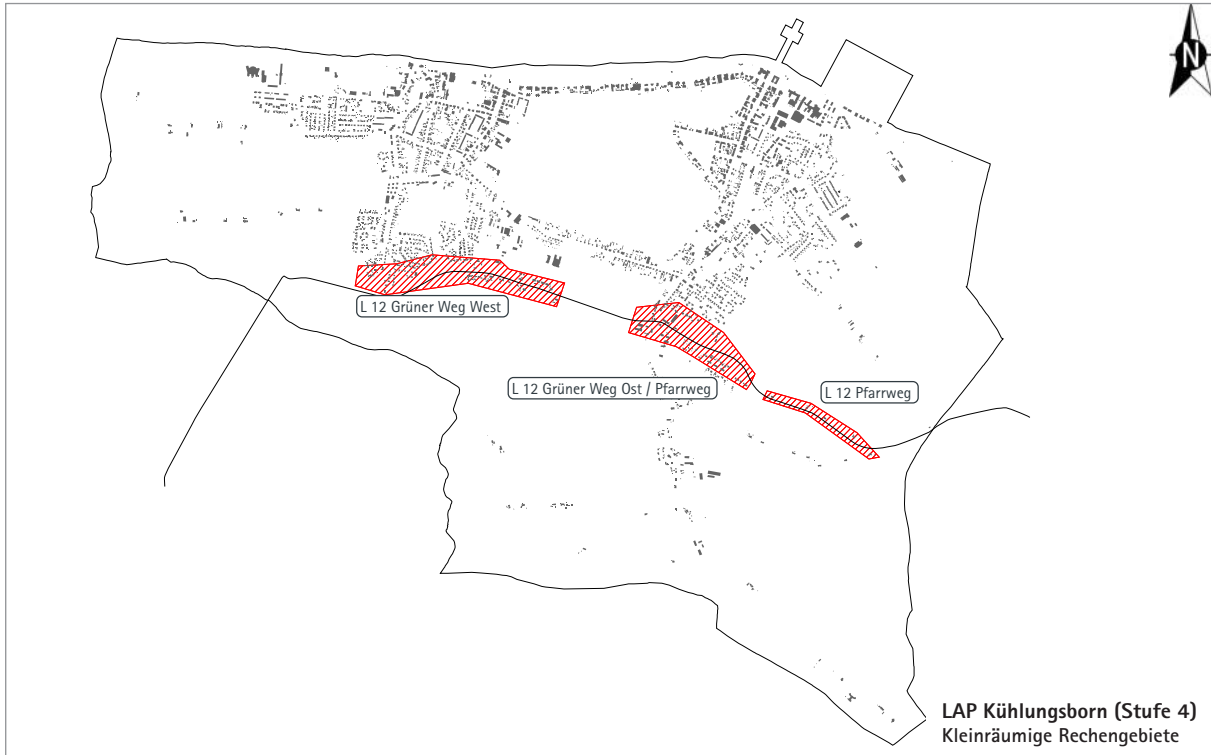 N
L 12 Grüner Weg West
L 12 Grüner Weg Ost / Pfarrweg
L 12 Pfarrweg
LAP Kühlungsborn (Stufe 4)
Kleinräumige Rechengebiete